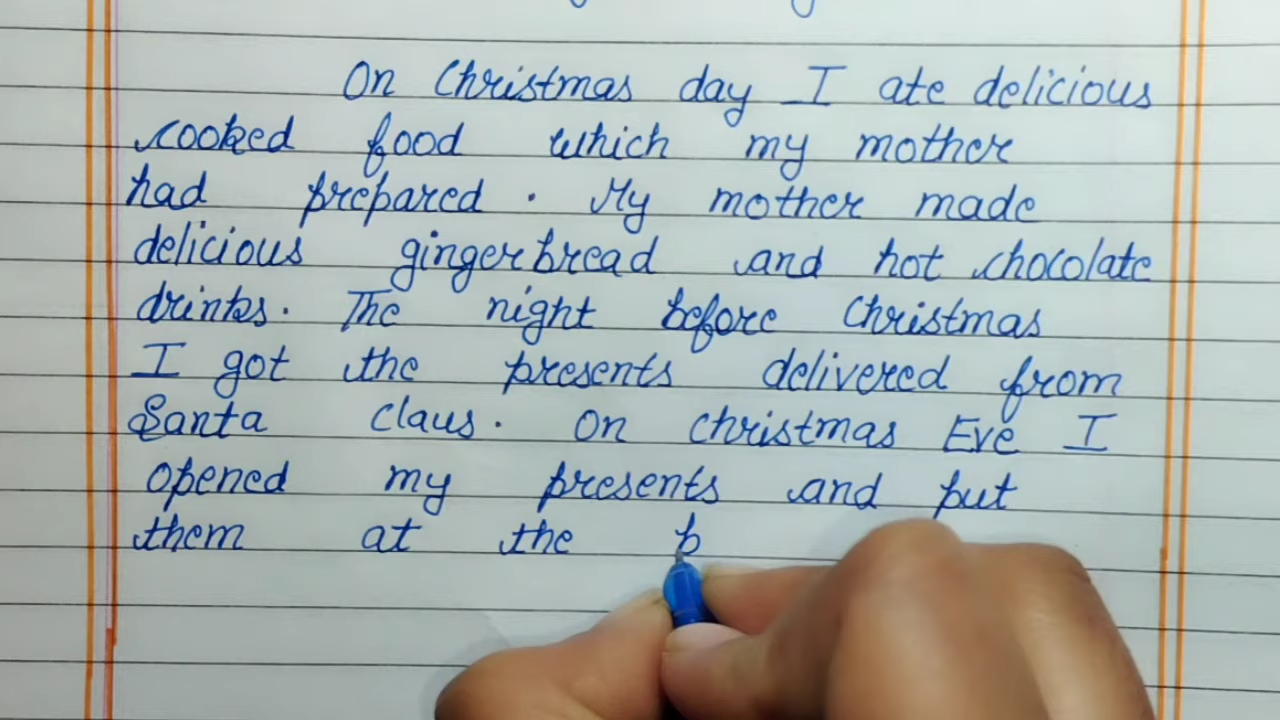 On Christmas day I ate delicious
cooked food which my mother
had prepared. My mother made
delicious gingerbread and hot chocolate
drinks. The night before Christmas
I got the presents delivered from
Santa Claus. On christmas Eve I
opened my presents and put
them at the b